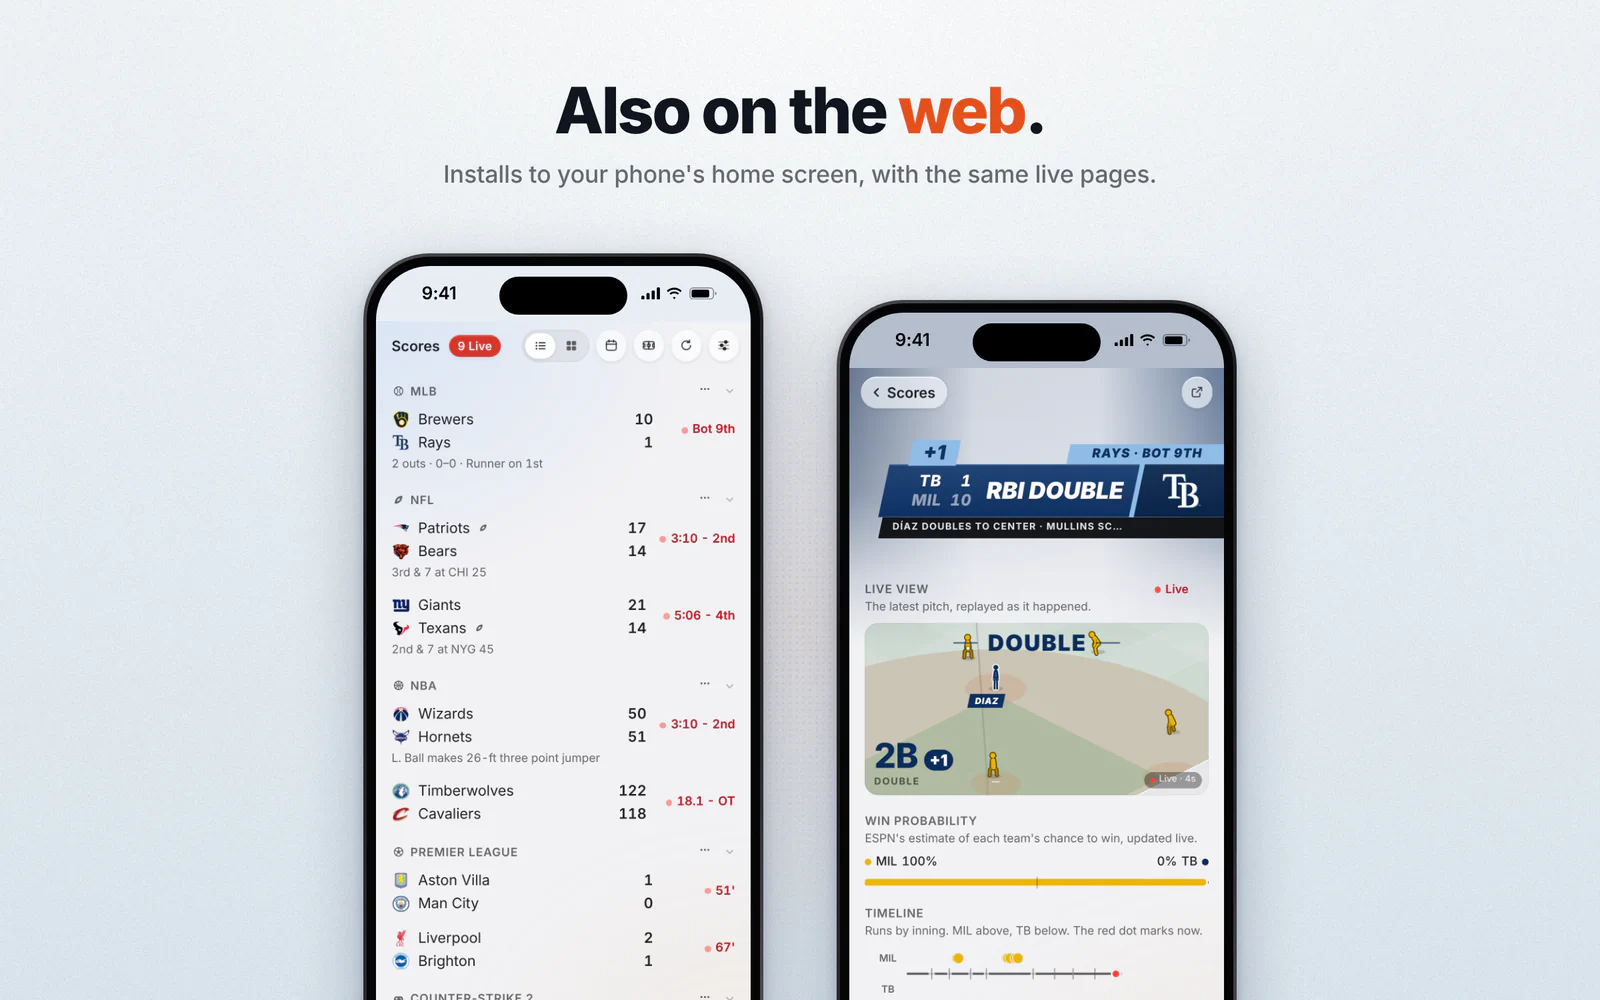 Also on the web.
Installs to your phone's home screen, with the same live pages.
9:41
Scores 9 Live
MLB
Brewers 10
Rays 1
Bot 9th
2 outs · 0–0 · Runner on 1st
NFL
Patriots 17
Bears 14
3:10 - 2nd
3rd & 7 at CHI 25
Giants 21
Texans 14
5:06 - 4th
2nd & 7 at NYG 45
NBA
Wizards 50
Hornets 51
3:10 - 2nd
L. Ball makes 26-ft three point jumper
Timberwolves 122
Cavaliers 118
18.1 - OT
PREMIER LEAGUE
Aston Villa 1
Man City 0
51'
Liverpool 2
Brighton 1
67'
COUNTER-STRIKE 2
9:41
Scores
+1
RAYS · BOT 9TH
TB 1
MIL 10
RBI DOUBLE
TB
DÍAZ DOUBLES TO CENTER · MULLINS SC...
LIVE VIEW
Live
The latest pitch, replayed as it happened.
DOUBLE
DIAZ
2B +1
DOUBLE
Live · 4s
WIN PROBABILITY
ESPN's estimate of each team's chance to win, updated live.
MIL 100%
0% TB
TIMELINE
Runs by inning. MIL above, TB below. The red dot marks now.
MIL
TB